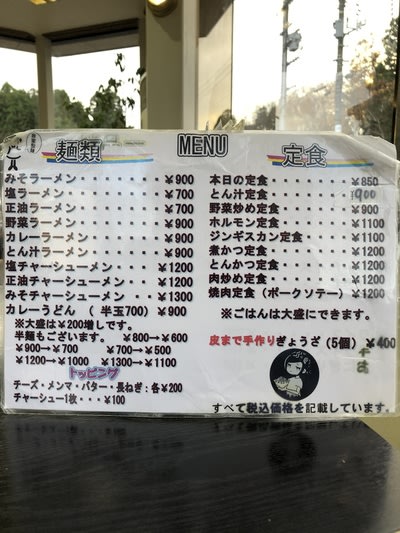 MENU
麺類
みそラーメン・・・・・・・・¥900
塩ラーメン・・・・・・・・・¥700
正油ラーメン・・・・・・・・¥700
野菜ラーメン・・・・・・・・¥900
カレーラーメン・・・・・・・¥900
とん汁ラーメン・・・・・・・¥900
塩チャーシューメン・・・・¥1200
正油チャーシューメン・・・¥1200
みそチャーシューメン・・・¥1300
カレーうどん (半玉700) ¥900
※大盛は¥200増しです。
半麺もございます。 ¥800→¥600
¥900→¥700 ¥700→¥500
¥1200→¥1000 ¥1300→¥1100
トッピング
チーズ・メンマ・バター・長ねぎ:各¥200
チャーシュー1枚・・・¥100
定食
本日の定食・・・・・・・・・¥850
とん汁定食・・・・・・・・・¥900
野菜炒め定食・・・・・・・・¥900
ホルモン定食・・・・・・・¥1100
ジンギスカン定食・・・・・¥1100
煮かつ定食・・・・・・・・¥1200
とんかつ定食・・・・・・・¥1200
肉炒め定食・・・・・・・・¥1200
焼肉定食(ポークソテー)・¥1200
※ごはんは大盛にできます。
皮まで手作りぎょうざ(5個) ¥400
すべて税込価格を記載しています。